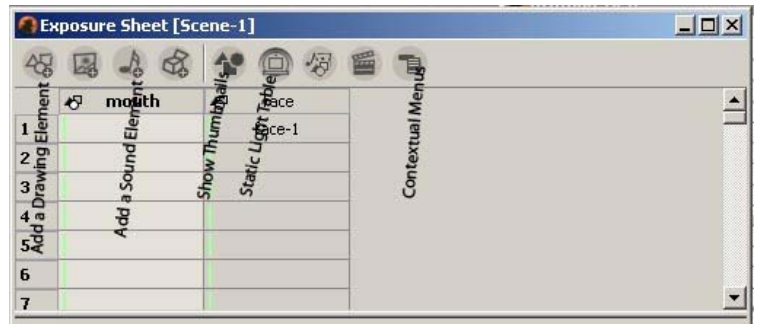 Exposure Sheet [Scene-1]
mouth
face
1
face-1
2
3
4
5
6
7
Add a Drawing Element
Add a Sound Element
Show Thumbnails
Static Light Table
Contextual Menus